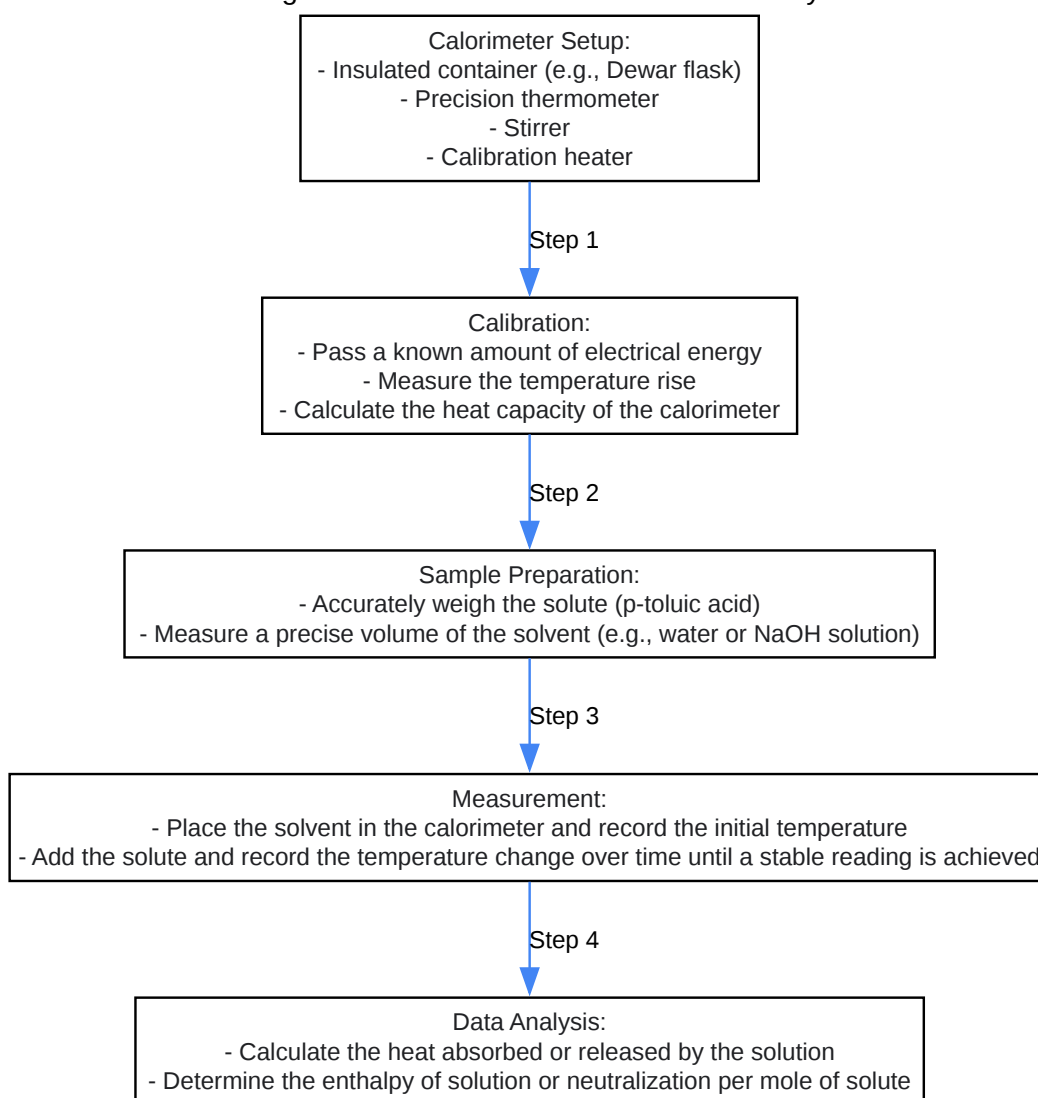 Calorimeter Setup:
- Insulated container (e.g., Dewar flask)
- Precision thermometer
- Stirrer
- Calibration heater
Step 1
Calibration:
- Pass a known amount of electrical energy
- Measure the temperature rise
- Calculate the heat capacity of the calorimeter
Step 2
Sample Preparation:
- Accurately weigh the solute (p-toluic acid)
- Measure a precise volume of the solvent (e.g., water or NaOH solution)
Step 3
Measurement:
- Place the solvent in the calorimeter and record the initial temperature
- Add the solute and record the temperature change over time until a stable reading is achieved
Step 4
Data Analysis:
- Calculate the heat absorbed or released by the solution
- Determine the enthalpy of solution or neutralization per mole of solute